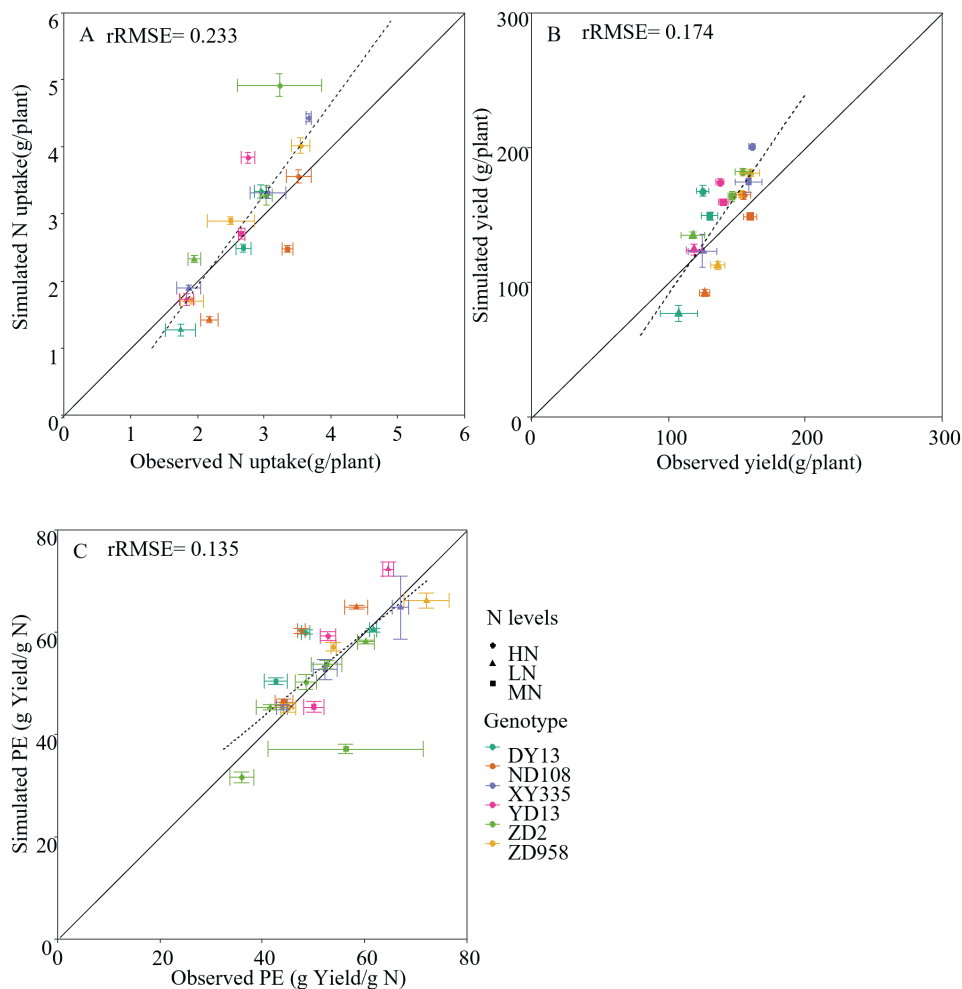 A rRMSE= 0.233
6
5
4
3
2
1
0
Simulated N uptake(g/plant)
0 1 2 3 4 5 6
Obeserved N uptake(g/plant)
B rRMSE= 0.174
300
200
100
0
Simulated yield (g/plant)
0 100 200 300
Observed yield(g/plant)
C rRMSE= 0.135
80
60
40
20
0
Simulated PE (g Yield/g N)
0 20 40 60 80
Observed PE (g Yield/g N)
N levels
HN
LN
MN
Genotype
DY13
ND108
XY335
YD13
ZD2
ZD958